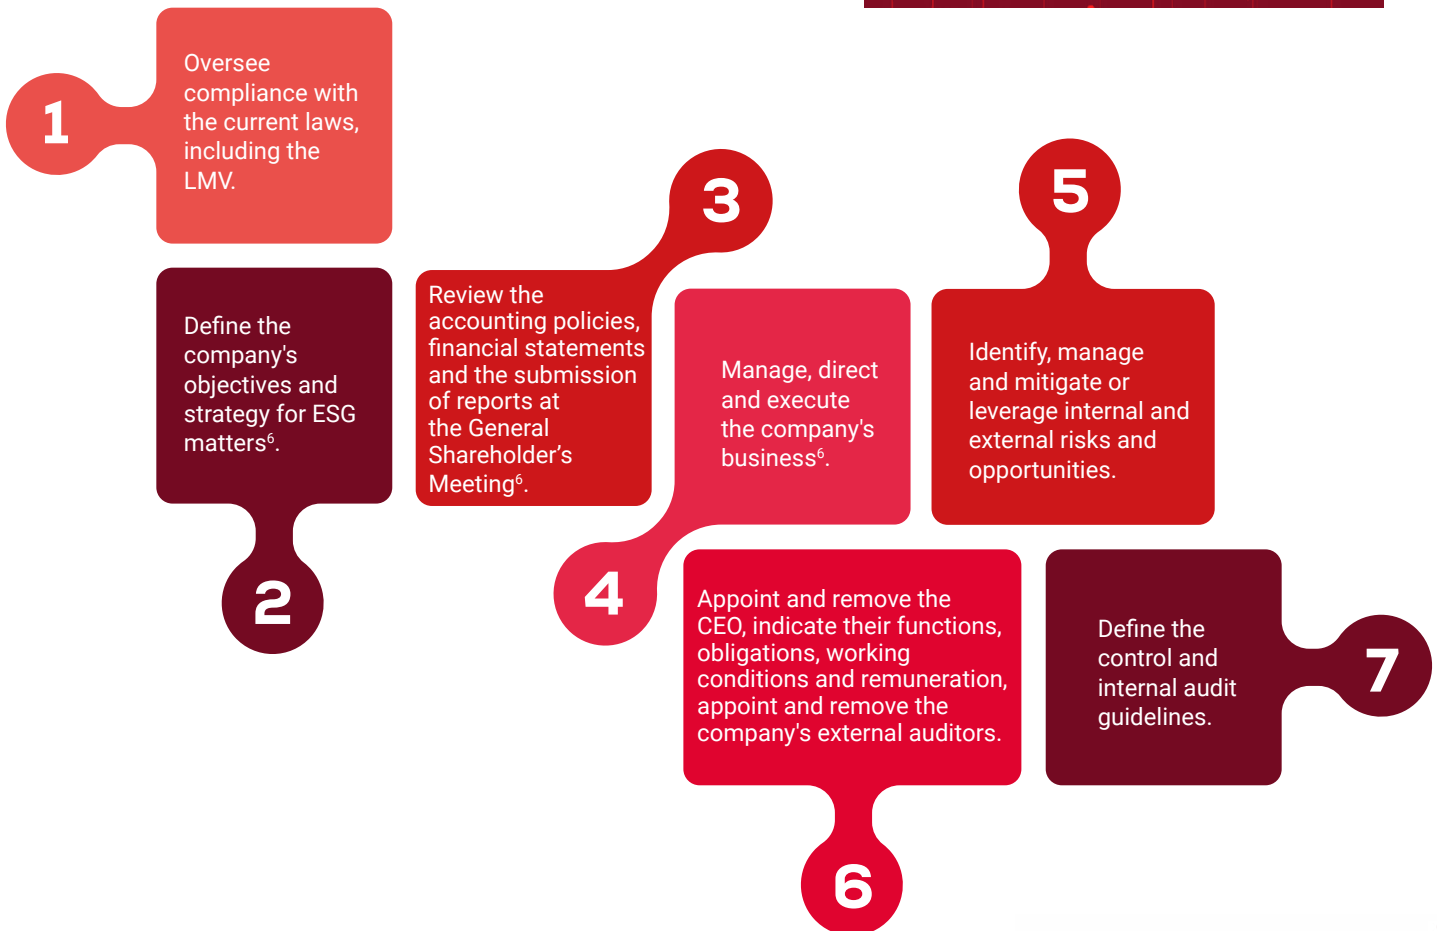 1
Oversee
compliance with
the current laws,
including the
LMV.
2
Define the
company's
objectives and
strategy for ESG
matters⁶.
3
Review the
accounting policies,
financial statements
and the submission
of reports at
the General
Shareholder’s
Meeting⁶.
4
Manage, direct
and execute
the company's
business⁶.
5
Identify, manage
and mitigate or
leverage internal and
external risks and
opportunities.
6
Appoint and remove the
CEO, indicate their functions,
obligations, working
conditions and remuneration,
appoint and remove the
company's external auditors.
7
Define the
control and
internal audit
guidelines.